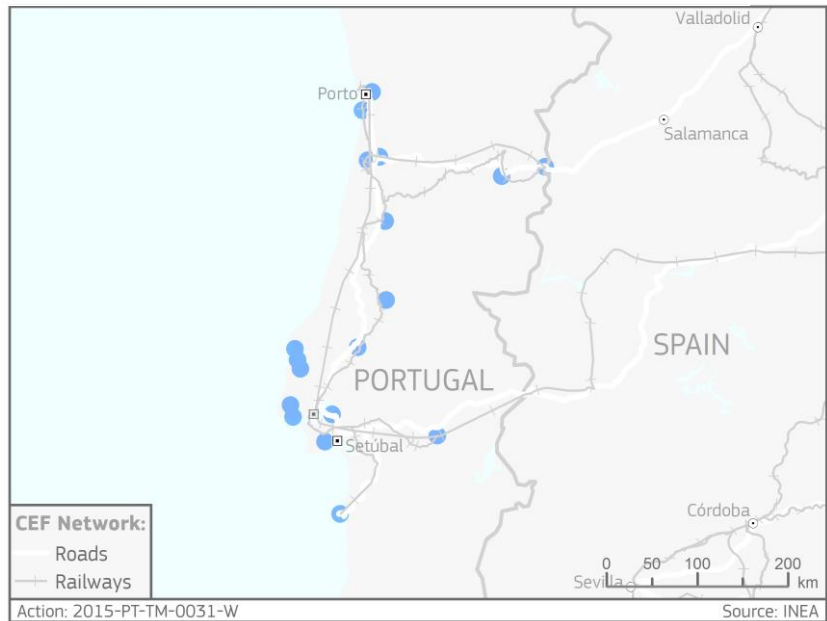 Valladolid
Porto
Salamanca
SPAIN
PORTUGAL
Setúbal
Córdoba
CEF Network:
Roads
Railways
0 50 100 200
km
Sevilla
Action: 2015-PT-TM-0031-W
Source: INEA